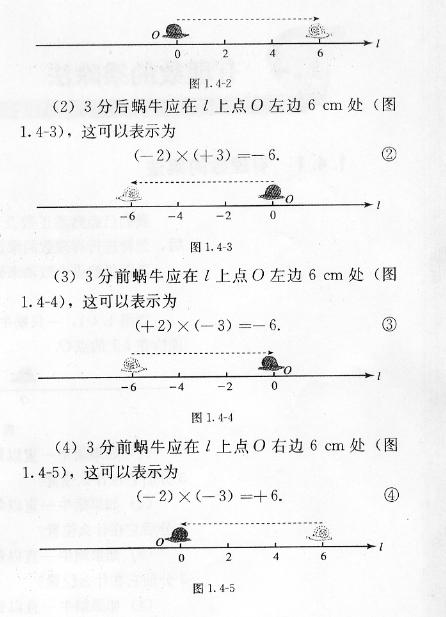 O
0 2 4 6 l
图 1.4-2
(2) 3 分后蜗牛应在 l 上点 O 左边 6 cm 处（图
1.4-3)，这可以表示为
(－2)×(＋3)＝－6. ②
O
－6 －4 －2 0 l
图 1.4-3
(3) 3 分前蜗牛应在 l 上点 O 左边 6 cm 处（图
1.4-4)，这可以表示为
(＋2)×(－3)＝－6. ③
O
－6 －4 －2 0 l
图 1.4-4
(4) 3 分前蜗牛应在 l 上点 O 右边 6 cm 处（图
1.4-5)，这可以表示为
(－2)×(－3)＝＋6. ④
O
0 2 4 6 l
图 1.4-5